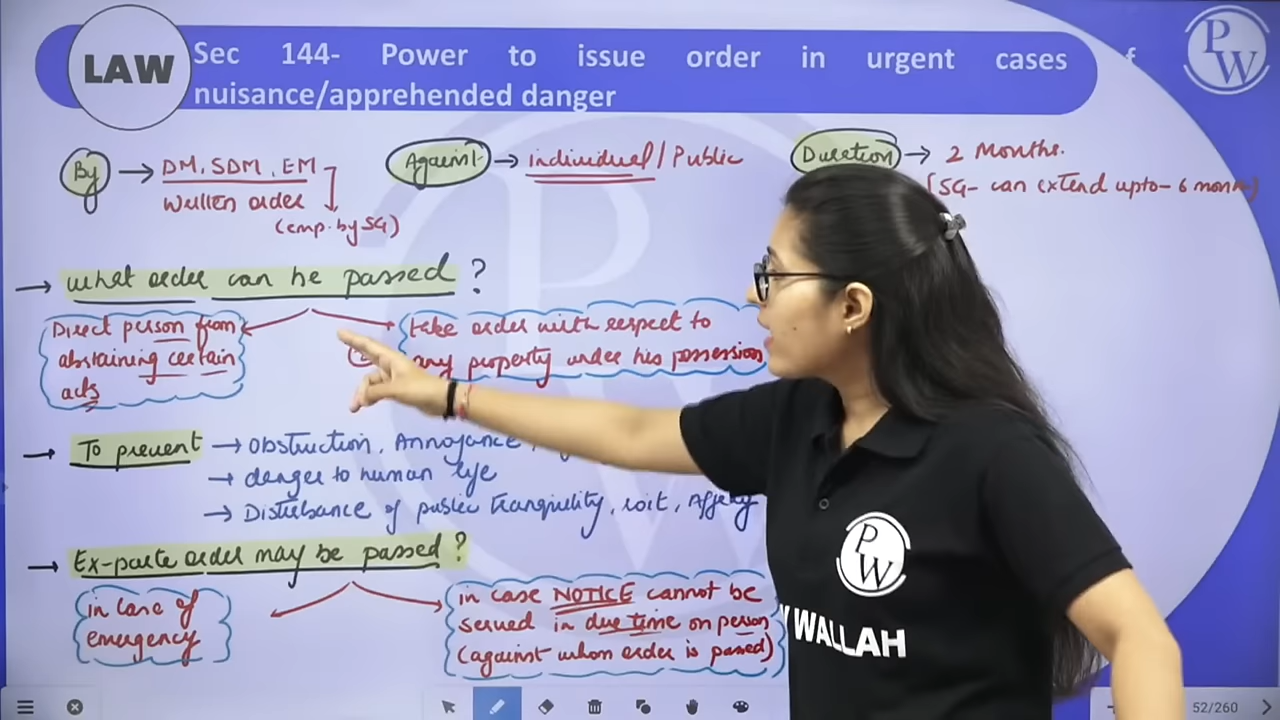 LAW
Sec 144- Power to issue order in urgent cases f
nuisance/apprehended danger
PW
By → DM, SDM, EM
Written order
(emp. by SG)
Against → individual / Public
Duration → 2 Months.
[SG- can extend upto- 6 months]
→ What order can be passed ?
Direct person from
abstaining certain
acts
take order with respect to
any property under his possession
→ To prevent → Obstruction, Annoyance,
→ danger to human life
→ Disturbance of public tranquility, roit, Affray
→ Ex-parte order may be passed ?
in case of
emergency
in case NOTICE cannot be
served in due time on person
(against whom order is passed)
PW
WALLAH
52/260